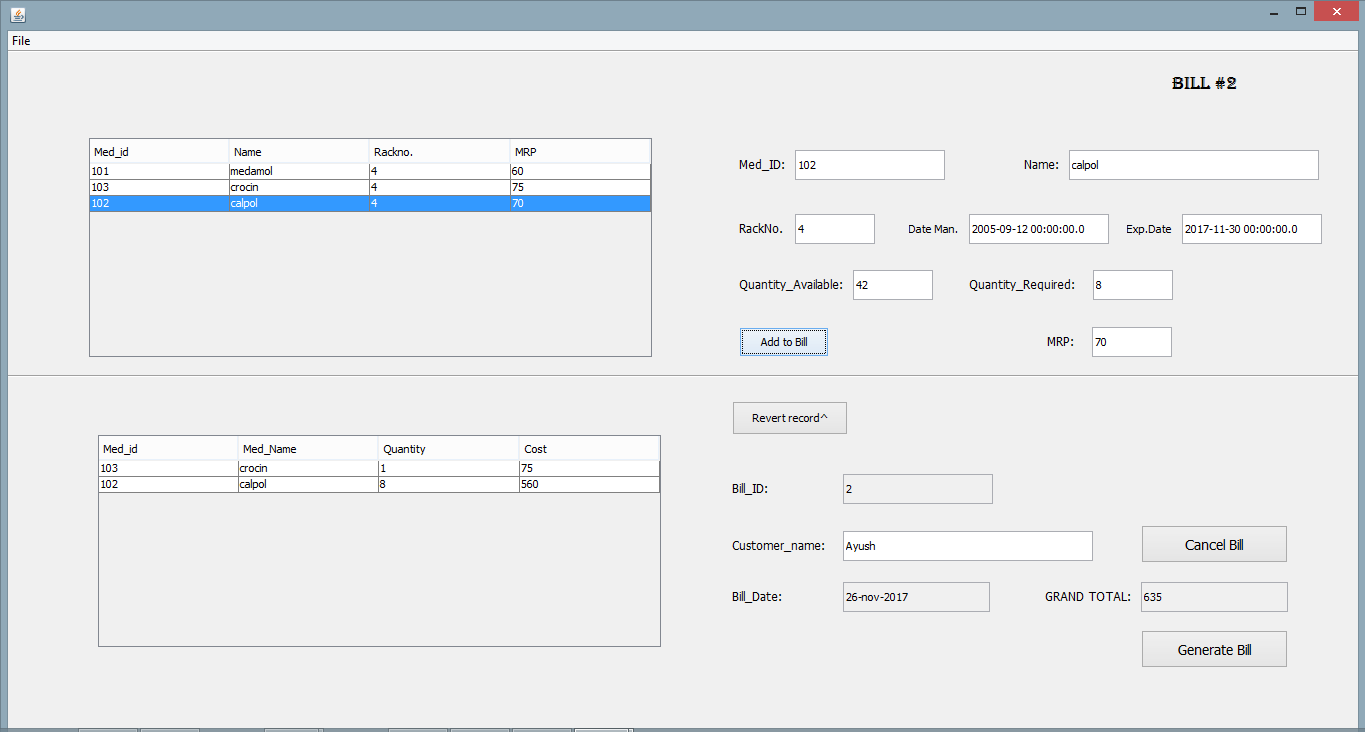 File
BILL #2
Med_id Name Rackno. MRP
101 medamol 4 60
103 crocin 4 75
102 calpol 4 70
Med_ID: 102 Name: calpol
RackNo. 4 Date Man. 2005-09-12 00:00:00.0 Exp.Date 2017-11-30 00:00:00.0
Quantity_Available: 42 Quantity_Required: 8
Add to Bill MRP: 70
Revert record^
Med_id Med_Name Quantity Cost
103 crocin 1 75
102 calpol 8 560
Bill_ID: 2
Customer_name: Ayush Cancel Bill
Bill_Date: 26-nov-2017 GRAND TOTAL: 635
Generate Bill